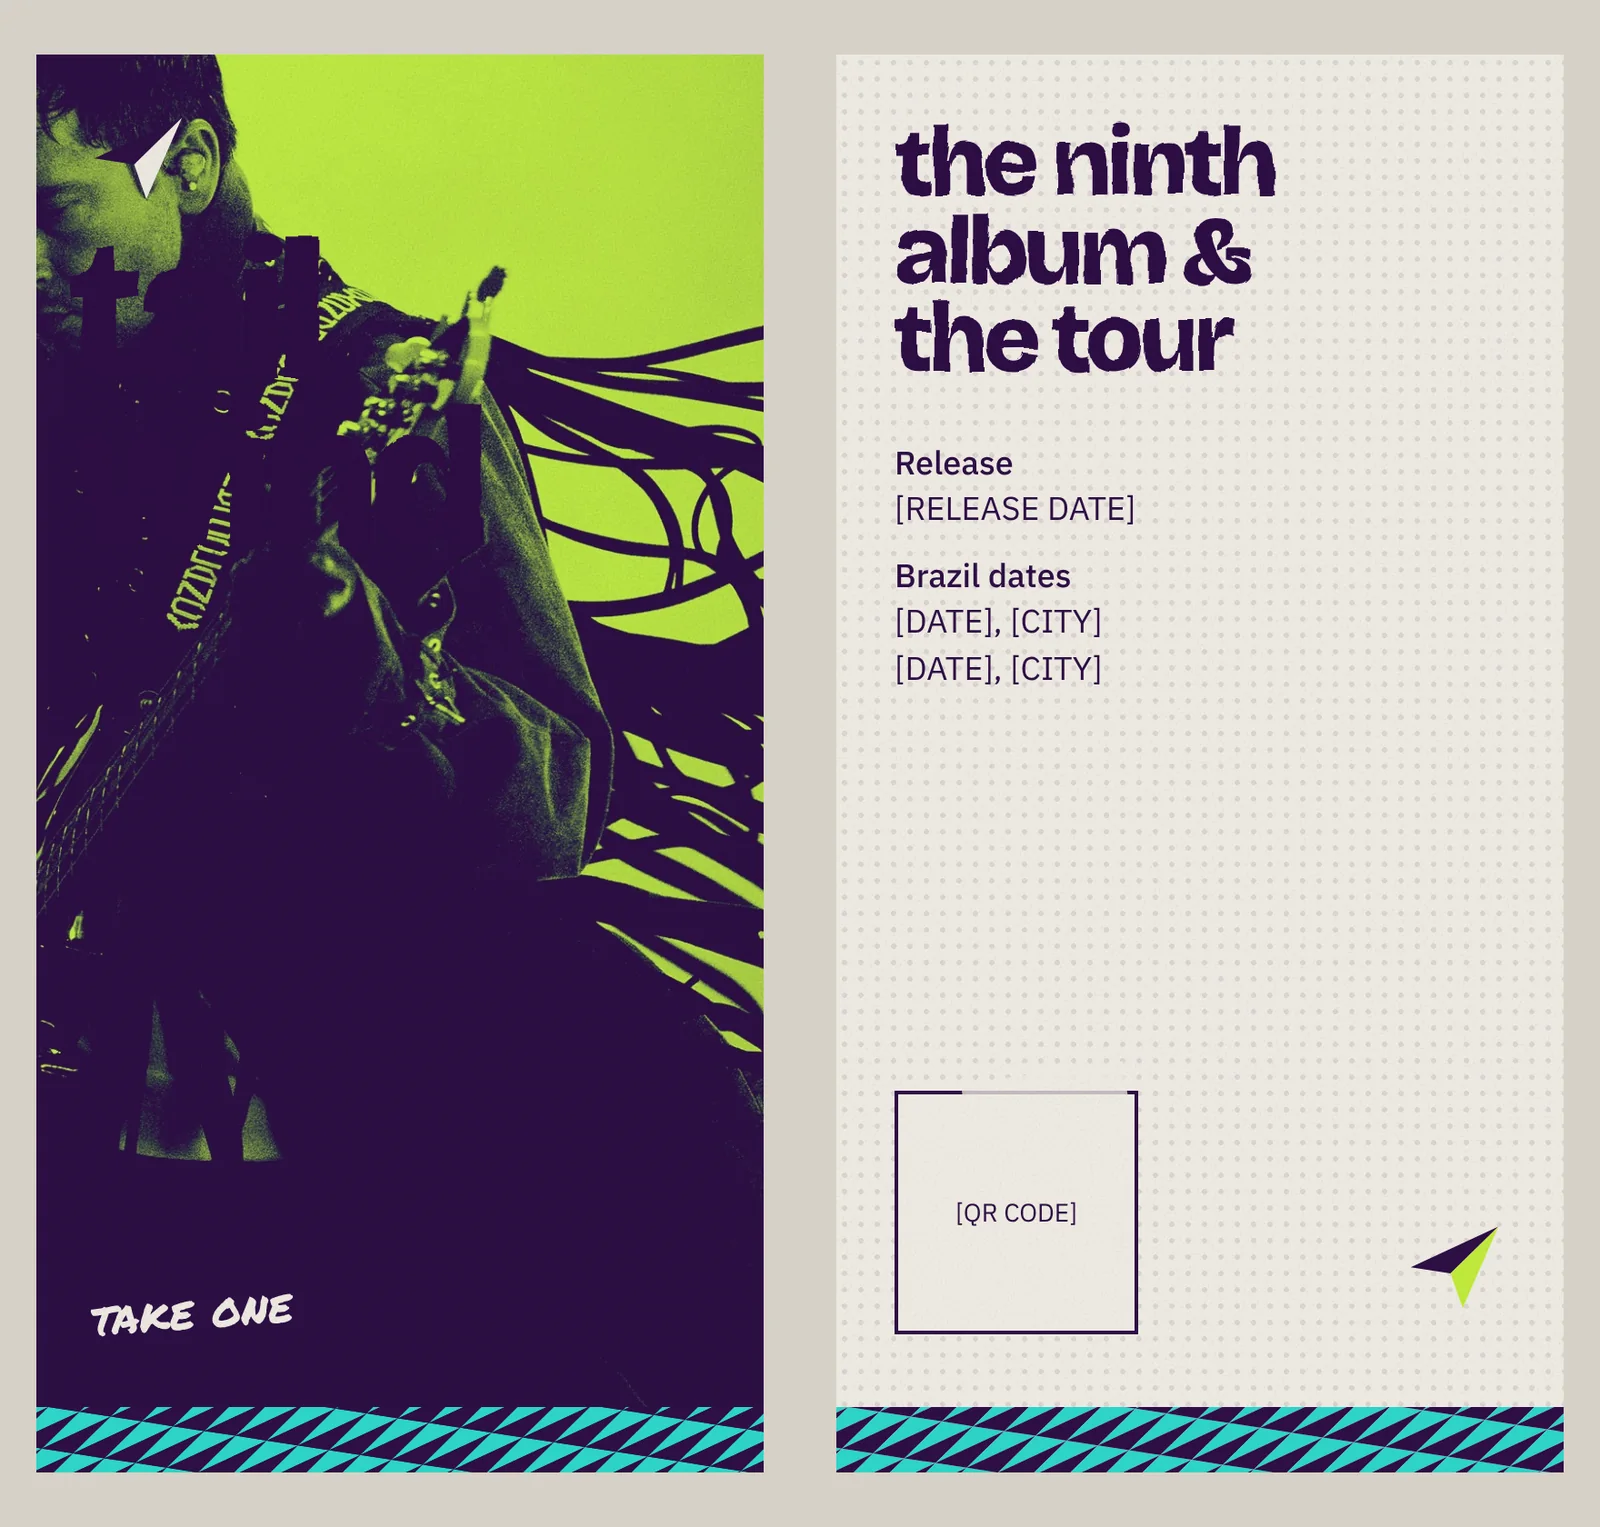 TAKE ONE
the ninth
album &
the tour
Release
[RELEASE DATE]
Brazil dates
[DATE], [CITY]
[DATE], [CITY]
[QR CODE]